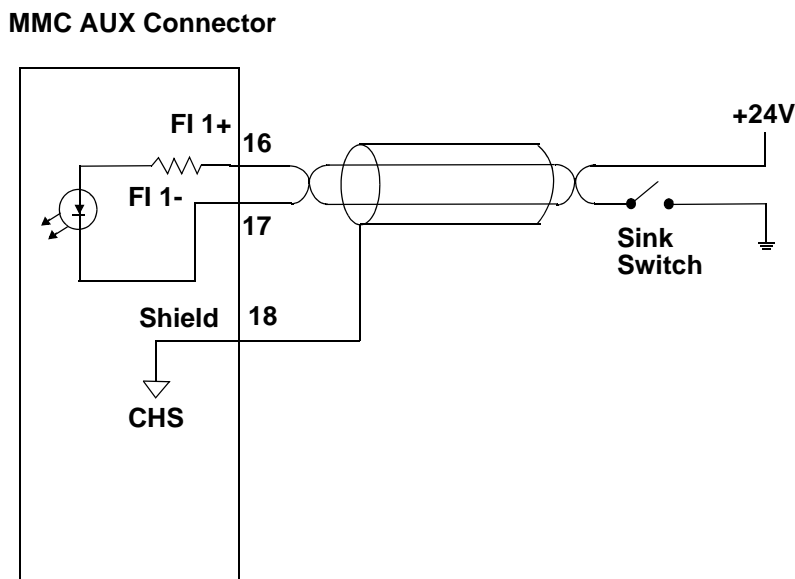 MMC AUX Connector
+24V
FI 1+
16
FI 1-
17
Sink
Switch
Shield
18
CHS